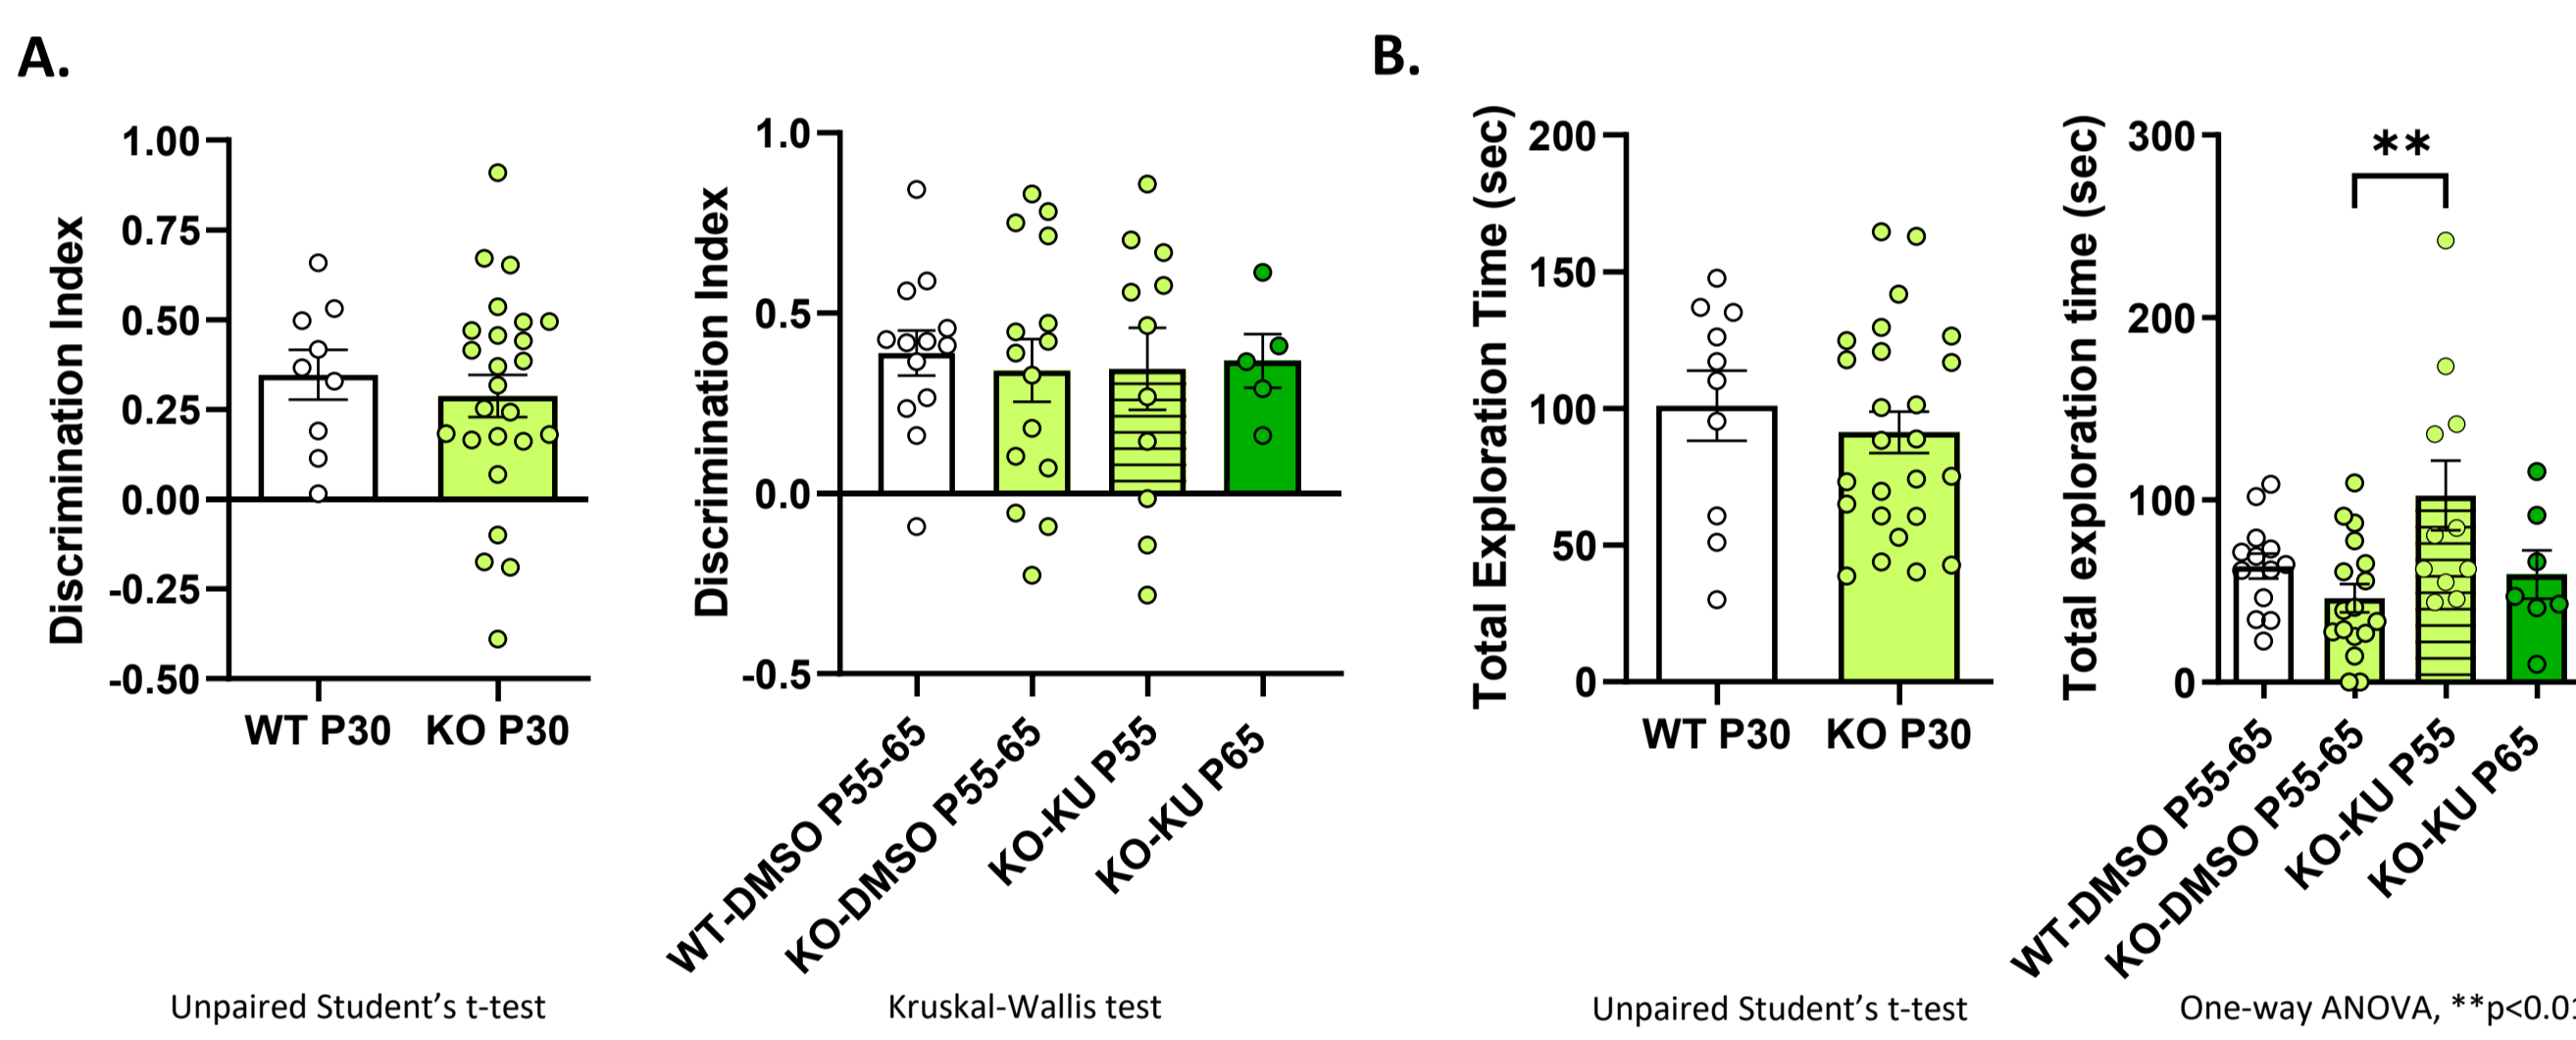 A.
B.
Discrimination Index
1.00
0.75
0.50
0.25
0.00
-0.25
-0.50
WT P30
KO P30
Unpaired Student's t-test
Discrimination Index
1.0
0.5
0.0
-0.5
WT-DMSO P55-65
KO-DMSO P55-65
KO-KU P55
KO-KU P65
Kruskal-Wallis test
Total Exploration Time (sec)
200
150
100
50
0
WT P30
KO P30
Unpaired Student's t-test
Total exploration time (sec)
300
200
100
0
**
WT-DMSO P55-65
KO-DMSO P55-65
KO-KU P55
KO-KU P65
One-way ANOVA, **p<0.01